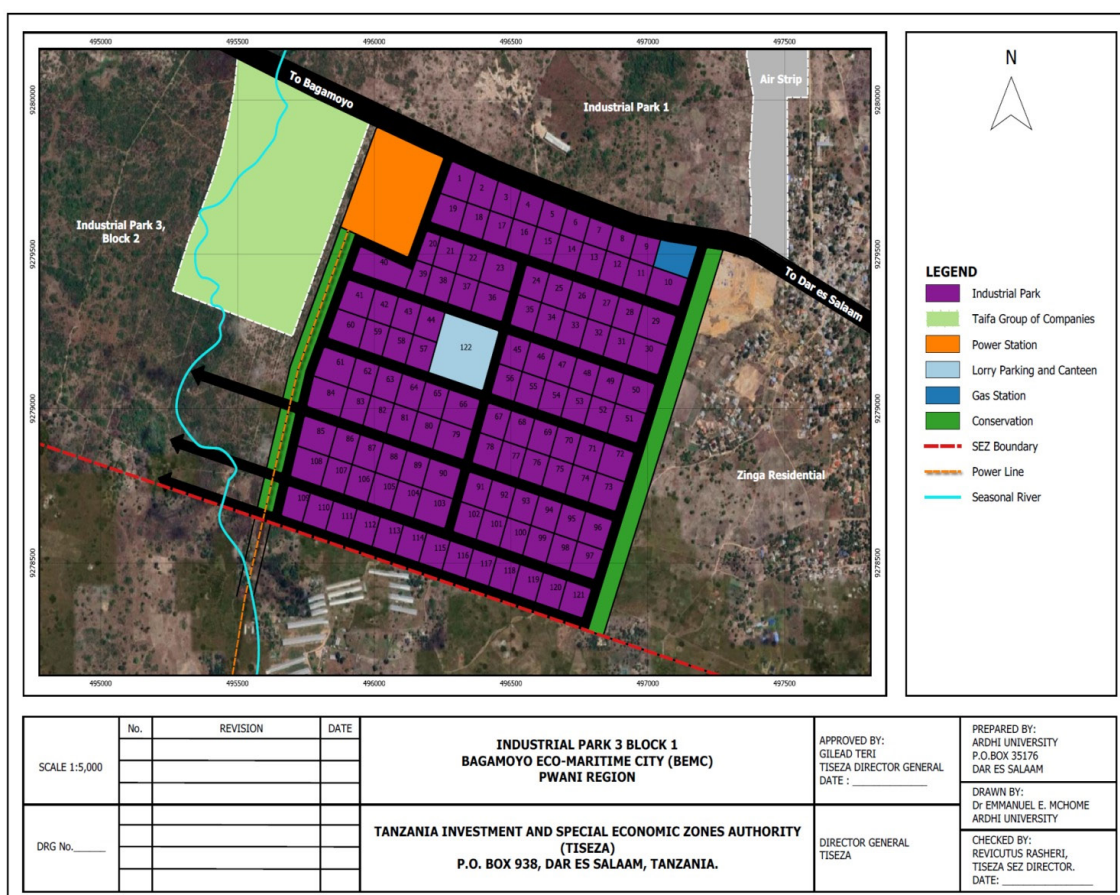 495000 495500 496000 496500 497000 497500
9280000
9279500
9279000
9278500
To Bagamoyo
Air Strip
Industrial Park 1
Industrial Park 3,
Block 2
To Dar es Salaam
Zinga Residential
1 2 3 4 5 6 7 8 9
19 18 17 16 15 14 13 12 11 10
20 21 22 23
40 39 38 37 36
24 25 26 27 28 29
35 34 33 32 31 30
41 42 43 44
60 59 58 57
122
45 46 47 48 49 50
56 55 54 53 52 51
61 62 63 64 65 66
84 83 82 81 80 79
67 68 69 70 71 72
78 77 76 75 74 73
85 86 87 88 89 90
108 107 106 105 104 103
91 92 93 94 95 96
102 101 100 99 98 97
109 110 111 112 113 114 115 116 117 118 119 120 121
9280000
9279500
9279000
9278500
495000 495500 496000 496500 497000 497500
N
LEGEND
Industrial Park
Taifa Group of Companies
Power Station
Lorry Parking and Canteen
Gas Station
Conservation
SEZ Boundary
Power Line
Seasonal River
SCALE 1:5,000
DRG No.______
No. REVISION DATE
INDUSTRIAL PARK 3 BLOCK 1
BAGAMOYO ECO-MARITIME CITY (BEMC)
PWANI REGION
TANZANIA INVESTMENT AND SPECIAL ECONOMIC ZONES AUTHORITY
(TISEZA)
P.O. BOX 938, DAR ES SALAAM, TANZANIA.
APPROVED BY:
GILEAD TERI
TISEZA DIRECTOR GENERAL
DATE : ______________
DIRECTOR GENERAL
TISEZA
PREPARED BY:
ARDHI UNIVERSITY
P.O.BOX 35176
DAR ES SALAAM
DRAWN BY:
Dr EMMANUEL E. MCHOME
ARDHI UNIVERSITY
CHECKED BY:
REVICUTUS RASHERI,
TISEZA SEZ DIRECTOR.
DATE: ______________